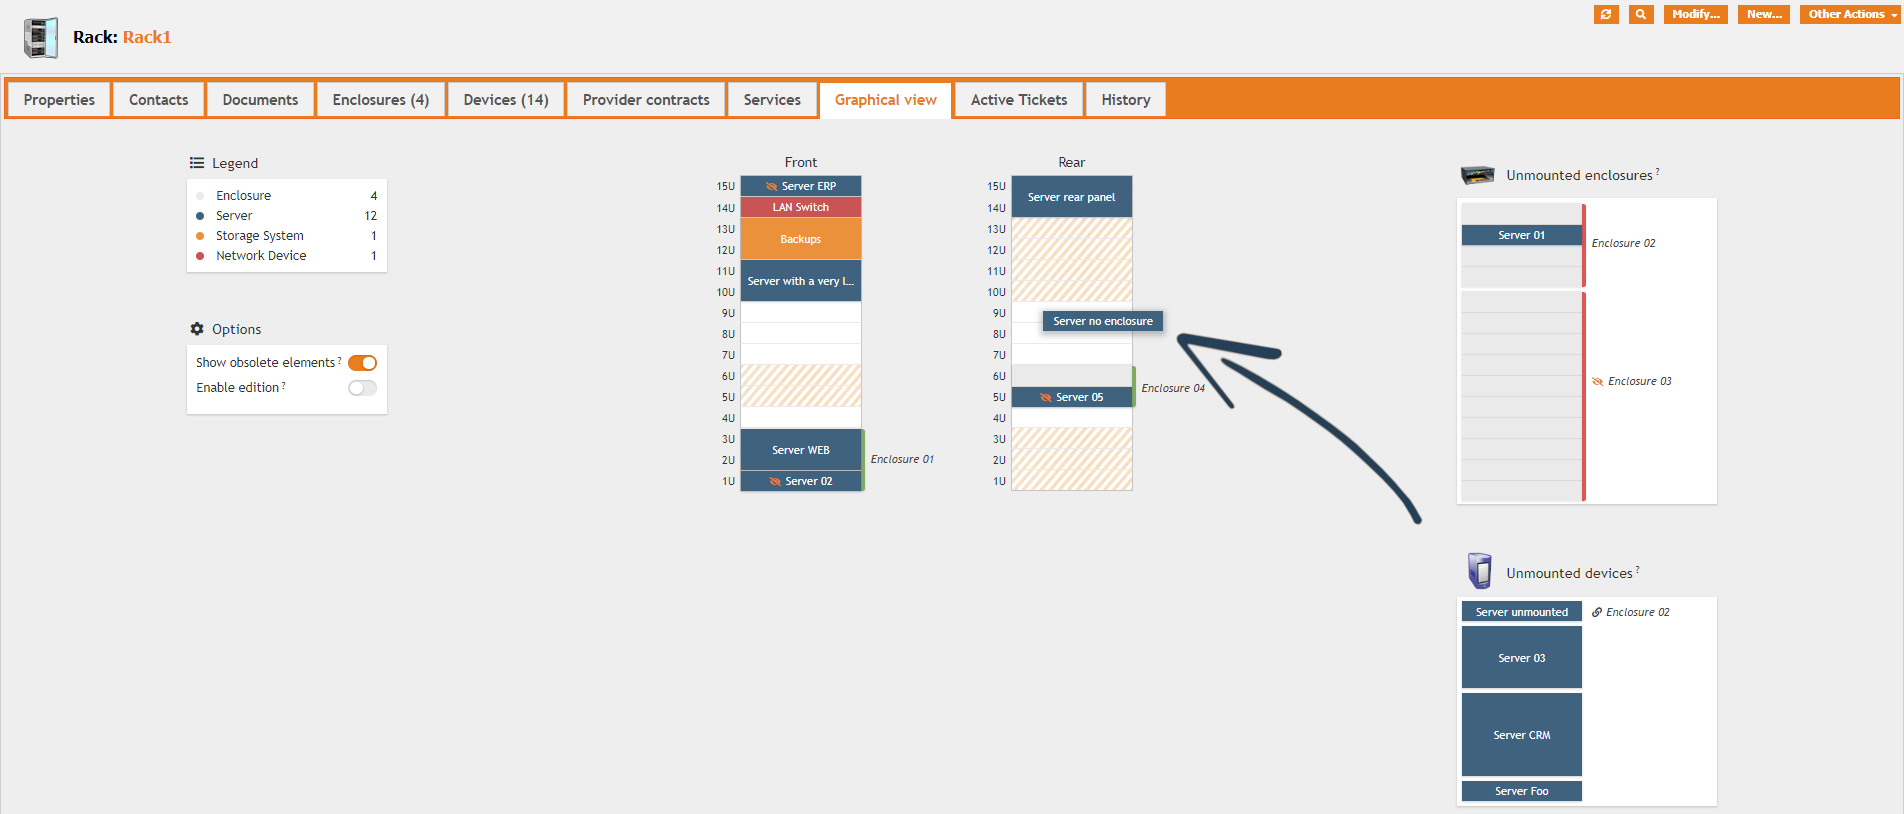 Modify...
New...
Other Actions
Rack: Rack1
Properties
Contacts
Documents
Enclosures (4)
Devices (14)
Provider contracts
Services
Graphical view
Active Tickets
History
Legend
Enclosure 4
Server 12
Storage System 1
Network Device 1
Options
Show obsolete elements ?
Enable edition ?
Front
15U Server ERP
14U LAN Switch
13U
Backups
12U
11U
Server with a very l...
10U
9U
8U
7U
6U
5U
4U
3U
Server WEB
2U
Enclosure 01
1U Server 02
Rear
15U
Server rear panel
14U
13U
12U
11U
10U
9U
Server no enclosure
8U
7U
6U
Enclosure 04
5U Server 05
4U
3U
2U
1U
Unmounted enclosures ?
Server 01
Enclosure 02
Enclosure 03
Unmounted devices ?
Server unmounted Enclosure 02
Server 03
Server CRM
Server Foo